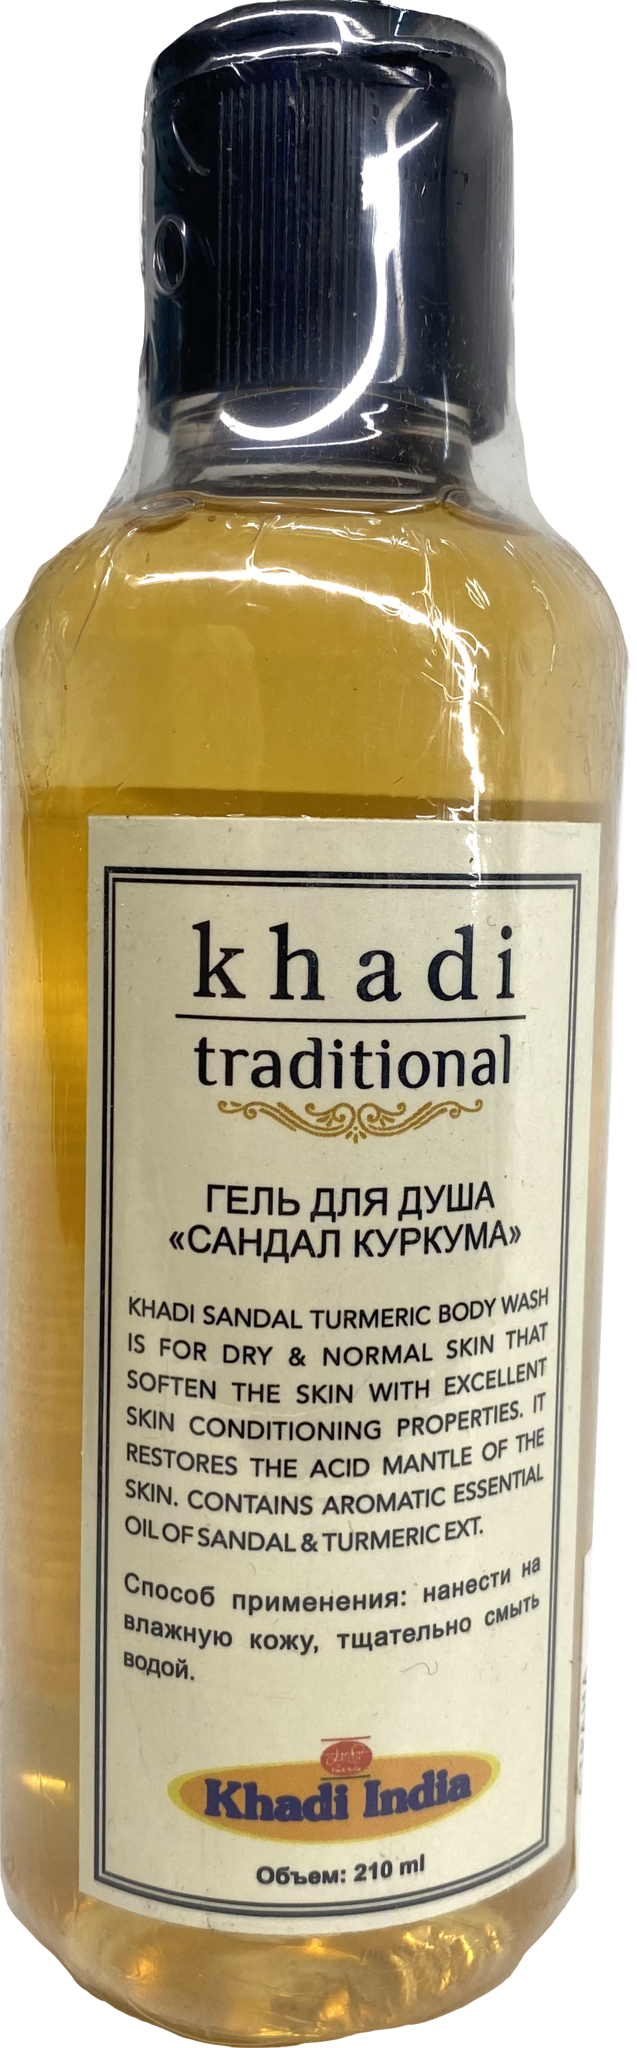 khadi
traditional
ГЕЛЬ ДЛЯ ДУША
«САНДАЛ КУРКУМА»
KHADI SANDAL TURMERIC BODY WASH
IS FOR DRY & NORMAL SKIN THAT
SOFTEN THE SKIN WITH EXCELLENT
SKIN CONDITIONING PROPERTIES. IT
RESTORES THE ACID MANTLE OF THE
SKIN. CONTAINS AROMATIC ESSENTIAL
OIL OF SANDAL & TURMERIC EXT.
Способ применения: нанести на
влажную кожу, тщательно смыть
водой.
Khadi India
Объем: 210 ml